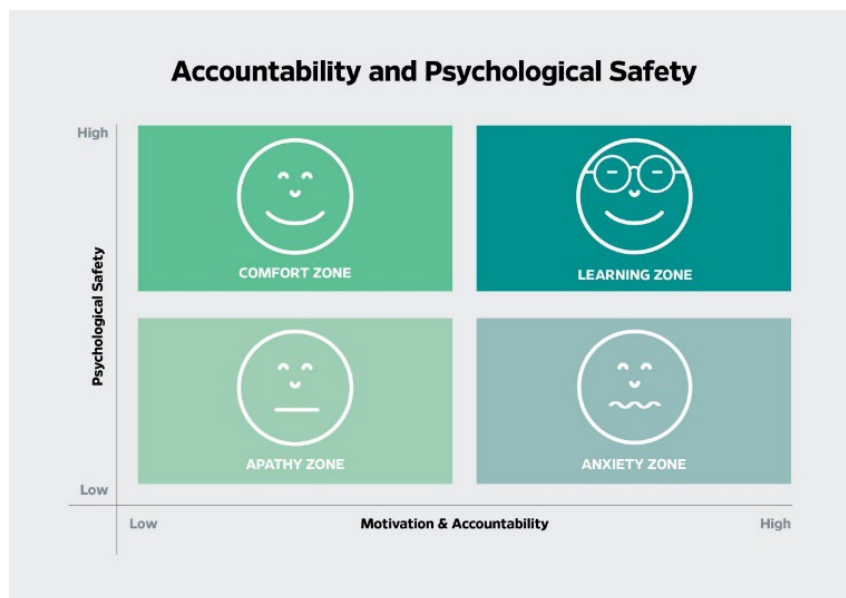 Accountability and Psychological Safety
High
COMFORT ZONE
LEARNING ZONE
Psychological Safety
APATHY ZONE
ANXIETY ZONE
Low
Low
Motivation & Accountability
High